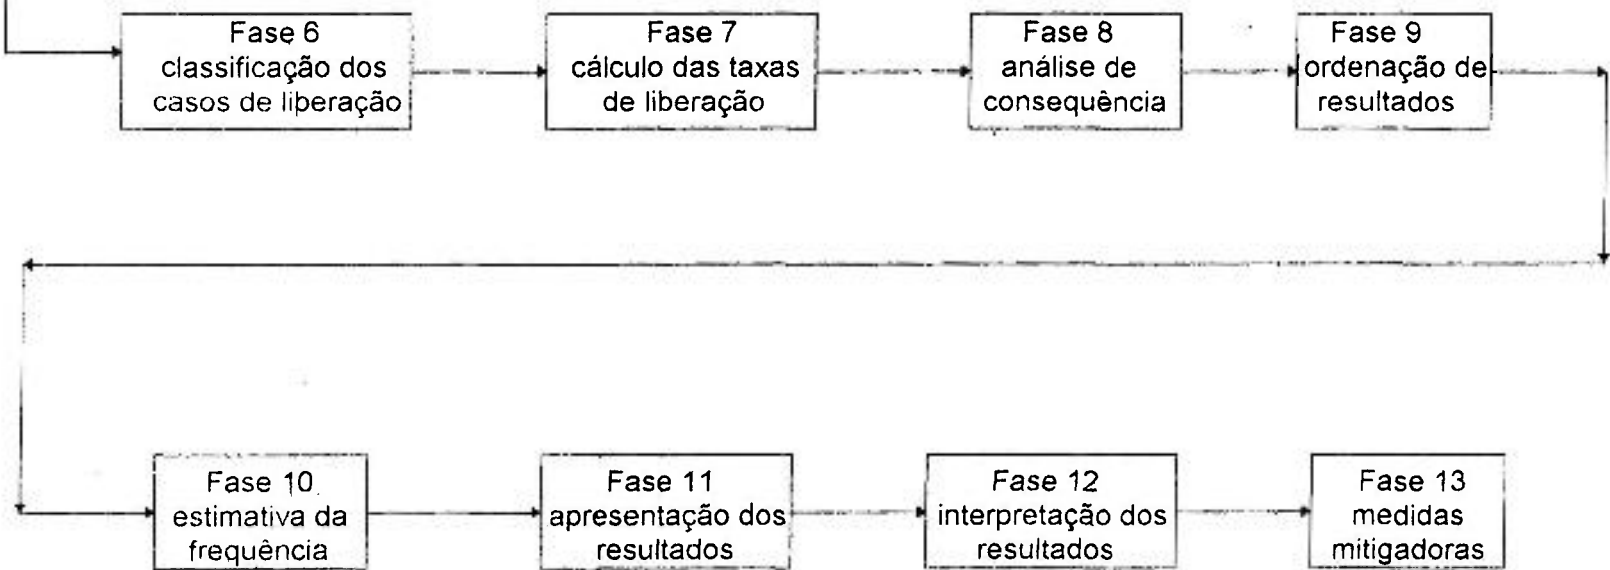 Fase 6
classificação dos
casos de liberação
Fase 7
cálculo das taxas
de liberação
Fase 8
análise de
consequência
Fase 9
ordenação de
resultados
Fase 10
estimativa da
frequência
Fase 11
apresentação dos
resultados
Fase 12
interpretação dos
resultados
Fase 13
medidas
mitigadoras